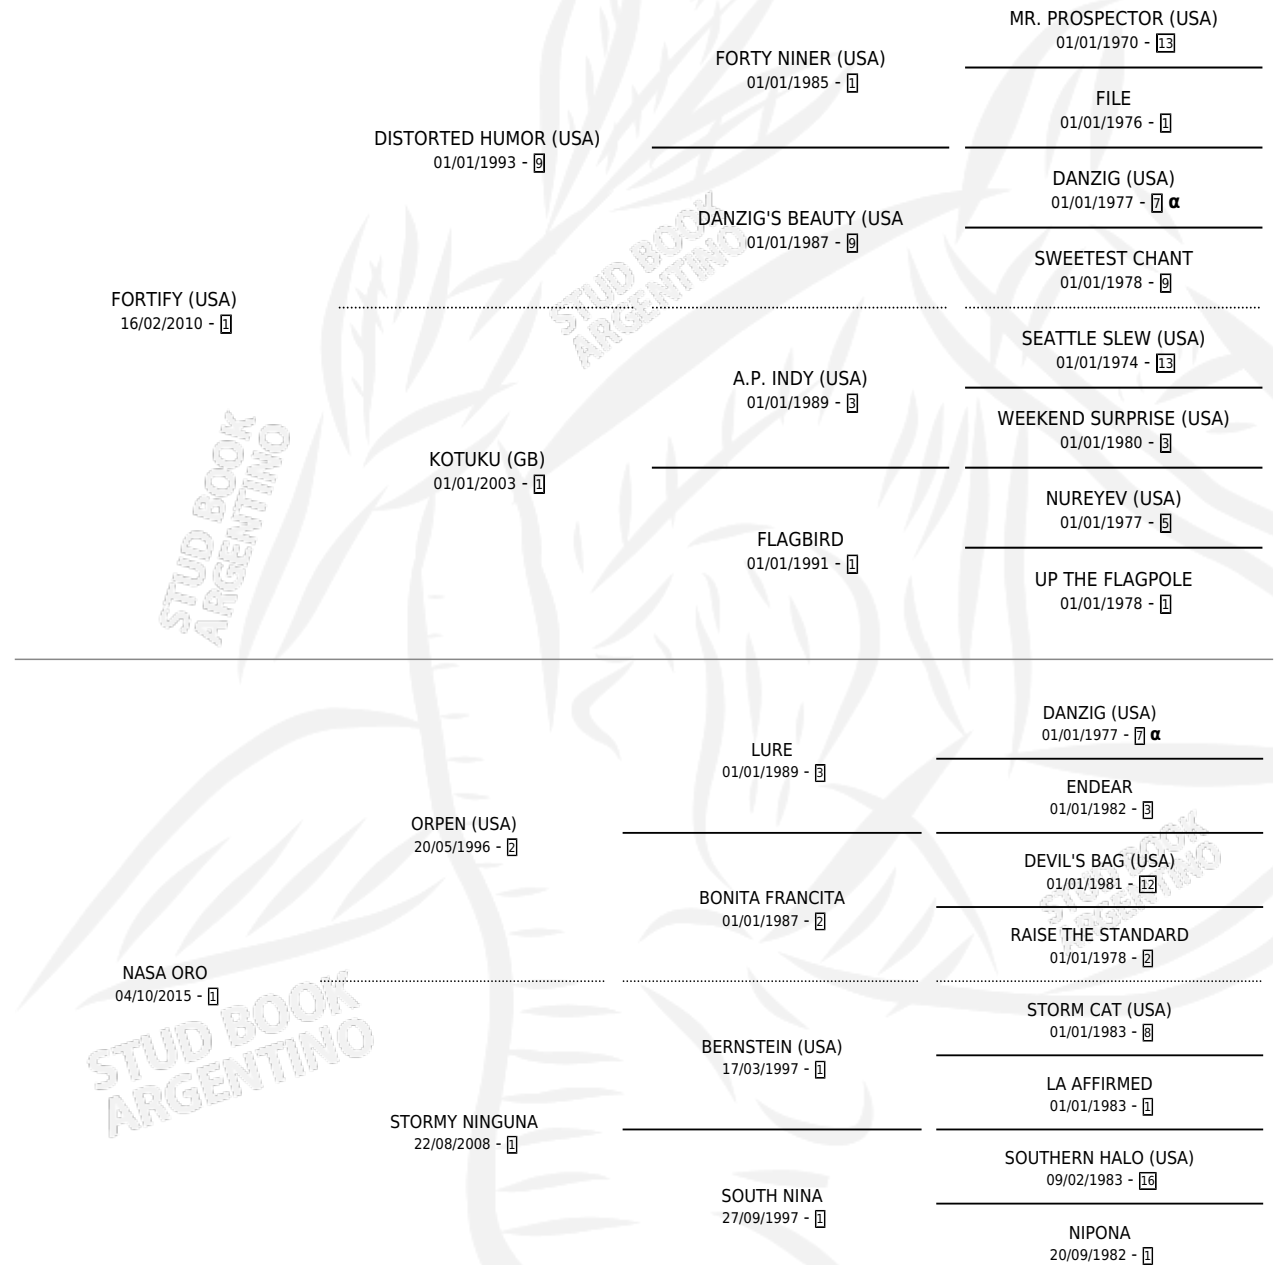 MR. PROSPECTOR (USA)
01/01/1970 - 13
FORTY NINER (USA)
01/01/1985 - 1
FILE
01/01/1976 - 1
DISTORTED HUMOR (USA)
01/01/1993 - 9
DANZIG (USA)
01/01/1977 - 7 α
DANZIG'S BEAUTY (USA
01/01/1987 - 9
SWEETEST CHANT
01/01/1978 - 9
FORTIFY (USA)
16/02/2010 - 1
SEATTLE SLEW (USA)
01/01/1974 - 13
A.P. INDY (USA)
01/01/1989 - 3
WEEKEND SURPRISE (USA)
01/01/1980 - 3
KOTUKU (GB)
01/01/2003 - 1
NUREYEV (USA)
01/01/1977 - 5
FLAGBIRD
01/01/1991 - 1
UP THE FLAGPOLE
01/01/1978 - 1
DANZIG (USA)
01/01/1977 - 7 α
LURE
01/01/1989 - 3
ENDEAR
01/01/1982 - 3
ORPEN (USA)
20/05/1996 - 2
DEVIL'S BAG (USA)
01/01/1981 - 12
BONITA FRANCITA
01/01/1987 - 2
RAISE THE STANDARD
01/01/1978 - 2
NASA ORO
04/10/2015 - 1
STORM CAT (USA)
01/01/1983 - 8
BERNSTEIN (USA)
17/03/1997 - 1
LA AFFIRMED
01/01/1983 - 1
STORMY NINGUNA
22/08/2008 - 1
SOUTHERN HALO (USA)
09/02/1983 - 16
SOUTH NINA
27/09/1997 - 1
NIPONA
20/09/1982 - 1
STUD BOOK
ARGENTINO
STUD BOOK
ARGENTINO
STUD BOOK
ARGENTINO
STUD BOOK
ARGENTINO